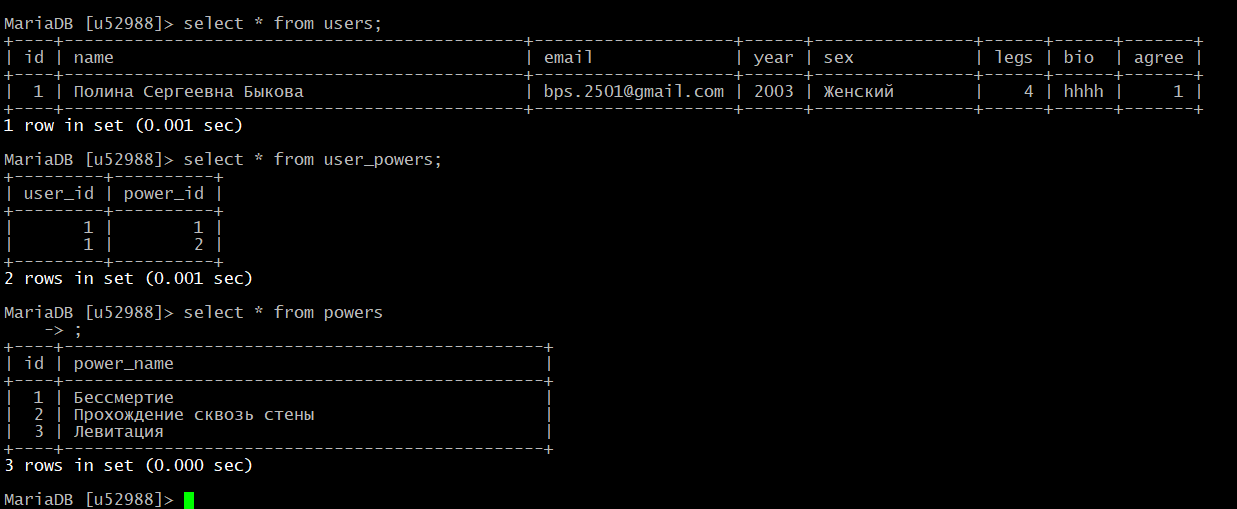 MariaDB [u52988]> select * from users;
+----+----------------------------------------------+--------------------+------+---------------+------+------+-------+
| id | name                                         | email              | year | sex           | legs | bio  | agree |
+----+----------------------------------------------+--------------------+------+---------------+------+------+-------+
|  1 | Полина Сергеевна Быкова                      | bps.2501@gmail.com | 2003 | Женский       |    4 | hhhh |     1 |
+----+----------------------------------------------+--------------------+------+---------------+------+------+-------+
1 row in set (0.001 sec)
MariaDB [u52988]> select * from user_powers;
+---------+----------+
| user_id | power_id |
+---------+----------+
|       1 |        1 |
|       1 |        2 |
+---------+----------+
2 rows in set (0.001 sec)
MariaDB [u52988]> select * from powers
    -> ;
+----+------------------------------------------------+
| id | power_name                                     |
+----+------------------------------------------------+
|  1 | Бессмертие                                     |
|  2 | Прохождение сквозь стены                       |
|  3 | Левитация                                      |
+----+------------------------------------------------+
3 rows in set (0.000 sec)
MariaDB [u52988]>